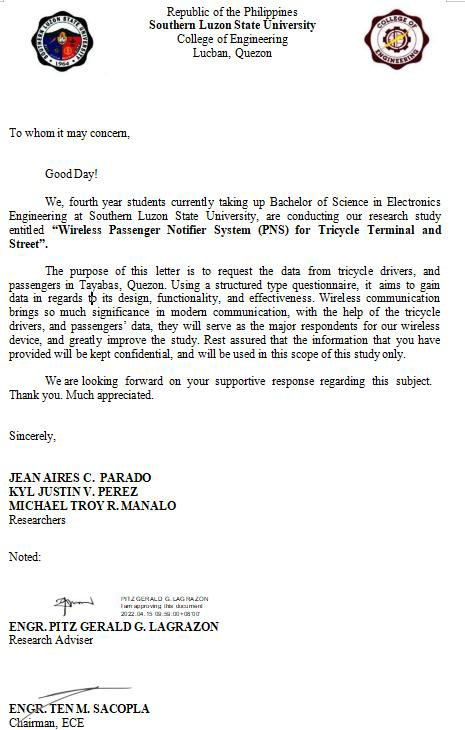 Republic of the Philippines
Southern Luzon State University
College of Engineering
Lucban, Quezon
SOUTHERN LUZON STATE UNIVERSITY
1964
COLLEGE OF
ENGINEERING
To whom it may concern,
Good Day!
We, fourth year students currently taking up Bachelor of Science in Electronics
Engineering at Southern Luzon State University, are conducting our research study
entitled “Wireless Passenger Notifier System (PNS) for Tricycle Terminal and
Street”.
The purpose of this letter is to request the data from tricycle drivers, and
passengers in Tayabas, Quezon. Using a structured type questionnaire, it aims to gain
data in regards to its design, functionality, and effectiveness. Wireless communication
brings so much significance in modern communication, with the help of the tricycle
drivers, and passengers’ data, they will serve as the major respondents for our wireless
device, and greatly improve the study. Rest assured that the information that you have
provided will be kept confidential, and will be used in this scope of this study only.
We are looking forward on your supportive response regarding this subject.
Thank you. Much appreciated.
Sincerely,
JEAN AIRES C. PARADO
KYL JUSTIN V. PEREZ
MICHAEL TROY R. MANALO
Researchers
Noted:
PITZ GERALD G. LAGRAZON
I am approving this document
2022.04.15 09:59:00+08'00'
ENGR. PITZ GERALD G. LAGRAZON
Research Adviser
ENGR. TEN M. SACOPLA
Chairman, ECE